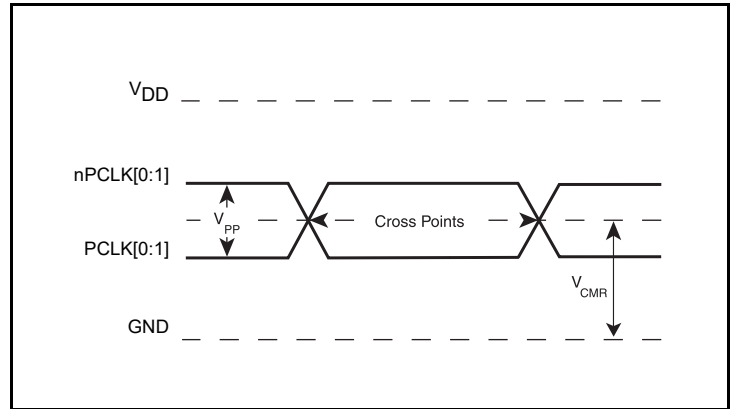 VDD
nPCLK[0:1]
VPP
Cross Points
PCLK[0:1]
VCMR
GND